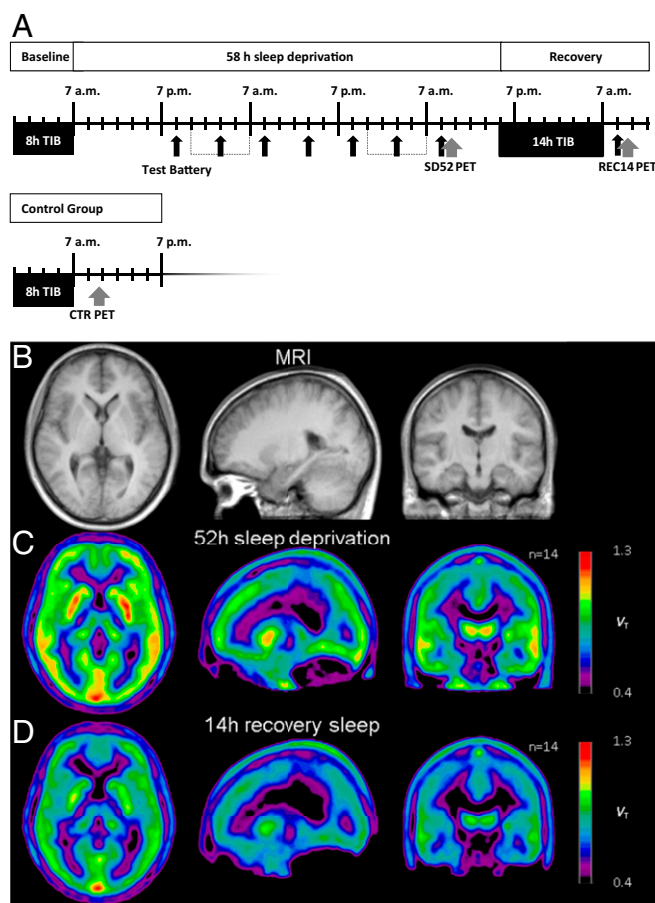 A
Baseline 58 h sleep deprivation Recovery
7 a.m. 7 p.m. 7 a.m. 7 p.m. 7 a.m. 7 p.m. 7 a.m.
8h TIB 14h TIB
Test Battery SD52 PET REC14 PET
Control Group
7 a.m. 7 p.m.
8h TIB
CTR PET
B MRI
C 52h sleep deprivation
n=14 1.3
VT
0.4
D 14h recovery sleep
n=14 1.3
VT
0.4